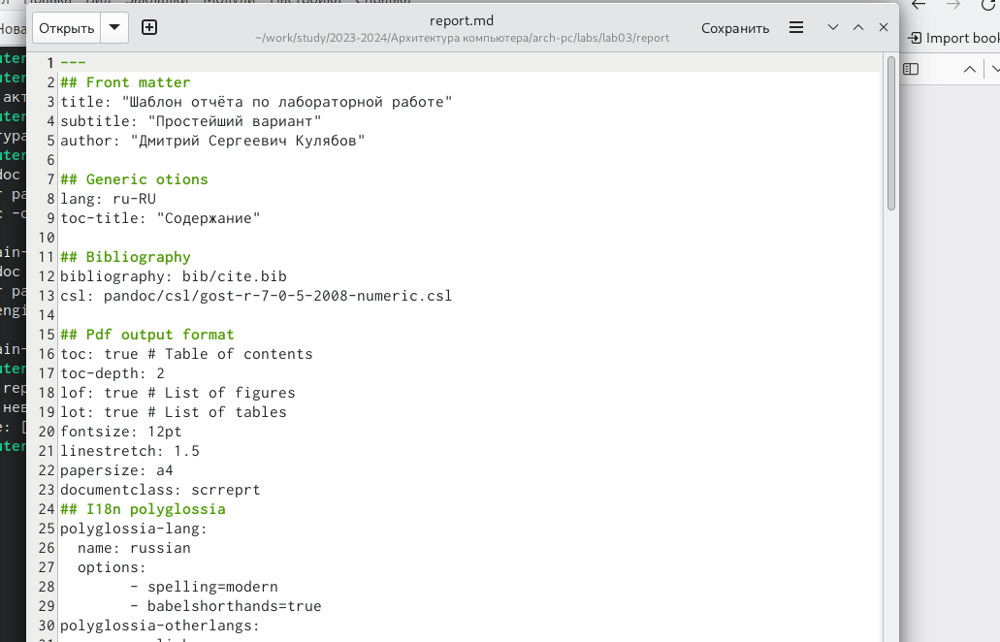 Открыть
report.md
~/work/study/2023-2024/Архитектура компьютера/arch-pc/labs/lab03/report
Сохранить
Import
1 ---
2 ## Front matter
3 title: "Шаблон отчёта по лабораторной работе"
4 subtitle: "Простейший вариант"
5 author: "Дмитрий Сергеевич Кулябов"
6
7 ## Generic otions
8 lang: ru-RU
9 toc-title: "Содержание"
10
11 ## Bibliography
12 bibliography: bib/cite.bib
13 csl: pandoc/csl/gost-r-7-0-5-2008-numeric.csl
14
15 ## Pdf output format
16 toc: true # Table of contents
17 toc-depth: 2
18 lof: true # List of figures
19 lot: true # List of tables
20 fontsize: 12pt
21 linestretch: 1.5
22 papersize: a4
23 documentclass: scrreprt
24 ## I18n polyglossia
25 polyglossia-lang:
26   name: russian
27   options:
28         - spelling=modern
29         - babelshorthands=true
30 polyglossia-otherlangs: